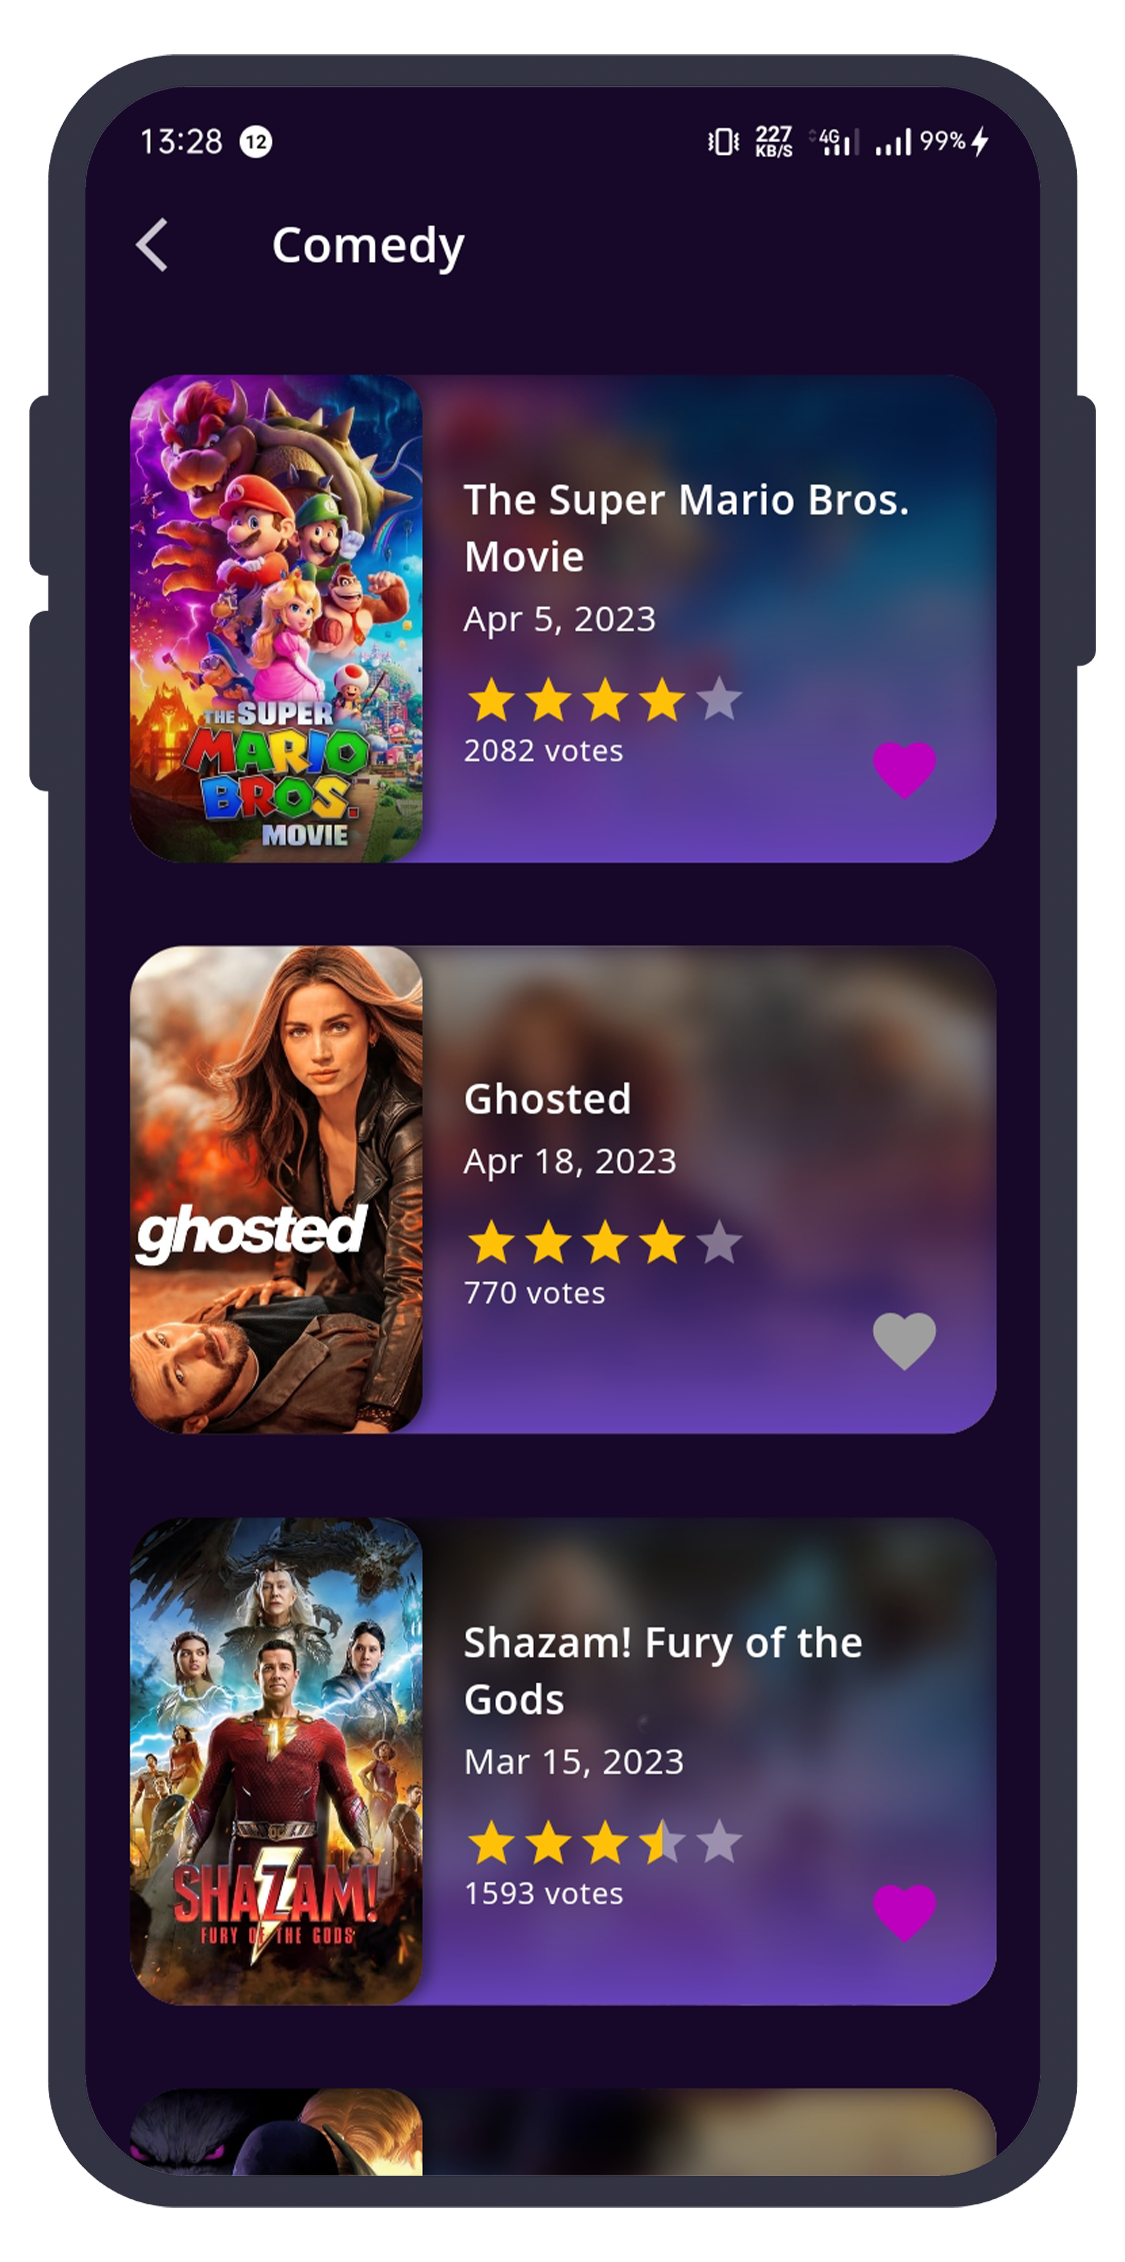 13:28 12 227 KB/S 4G 99%
Comedy
THE SUPER
MARIO
BROS.
MOVIE
The Super Mario Bros.
Movie
Apr 5, 2023
2082 votes
ghosted
Ghosted
Apr 18, 2023
770 votes
SHAZAM!
FURY OF THE GODS
Shazam! Fury of the
Gods
Mar 15, 2023
1593 votes